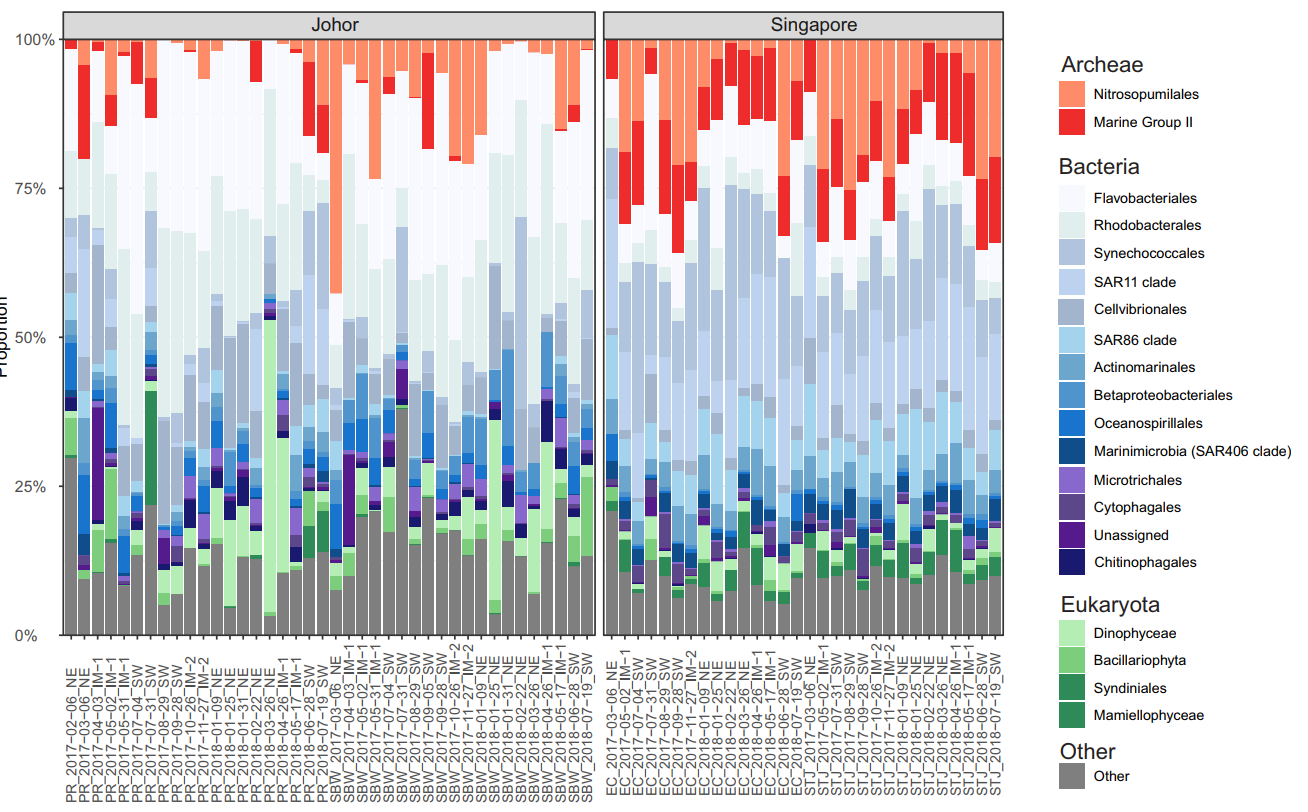 Johor
Singapore
100%
75%
50%
25%
0%
Proportion
PR_2017−02−06_NE
PR_2017−03−06_NE
PR_2017−04−03_IM−1
PR_2017−05−02_IM−1
PR_2017−05−31_IM−1
PR_2017−07−04_SW
PR_2017−07−31_SW
PR_2017−08−29_SW
PR_2017−09−28_SW
PR_2017−10−26_IM−2
PR_2017−11−27_IM−2
PR_2018−01−09_NE
PR_2018−01−25_NE
PR_2018−01−31_NE
PR_2018−02−22_NE
PR_2018−03−26_NE
PR_2018−04−26_IM−1
PR_2018−05−17_IM−1
PR_2018−06−28_SW
PR_2018−07−19_SW
SBW_2017−03−06_NE
SBW_2017−04−03_IM−1
SBW_2017−05−02_IM−1
SBW_2017−05−31_IM−1
SBW_2017−07−04_SW
SBW_2017−07−31_SW
SBW_2017−08−29_SW
SBW_2017−09−05_SW
SBW_2017−09−28_SW
SBW_2017−10−26_IM−2
SBW_2017−11−27_IM−2
SBW_2018−01−09_NE
SBW_2018−01−25_NE
SBW_2018−01−31_NE
SBW_2018−02−22_NE
SBW_2018−03−26_NE
SBW_2018−04−26_IM−1
SBW_2018−05−17_IM−1
SBW_2018−06−28_SW
SBW_2018−07−19_SW
EC_2017−03−06_NE
EC_2017−05−02_IM−1
EC_2017−07−04_SW
EC_2017−07−31_SW
EC_2017−08−29_SW
EC_2017−09−28_SW
EC_2017−11−27_IM−2
EC_2018−01−09_NE
EC_2018−01−25_NE
EC_2018−02−22_NE
EC_2018−03−26_NE
EC_2018−04−26_IM−1
EC_2018−05−17_IM−1
EC_2018−06−28_SW
EC_2018−07−19_SW
STJ_2017−03−06_NE
STJ_2017−05−02_IM−1
STJ_2017−07−31_SW
STJ_2017−08−29_SW
STJ_2017−09−28_SW
STJ_2017−10−26_IM−2
STJ_2017−11−27_IM−2
STJ_2018−01−09_NE
STJ_2018−01−25_NE
STJ_2018−02−22_NE
STJ_2018−03−26_NE
STJ_2018−04−26_IM−1
STJ_2018−05−17_IM−1
STJ_2018−06−28_SW
STJ_2018−07−19_SW
Archeae
Nitrosopumilales
Marine Group II
Bacteria
Flavobacteriales
Rhodobacterales
Synechococcales
SAR11 clade
Cellvibrionales
SAR86 clade
Actinomarinales
Betaproteobacteriales
Oceanospirillales
Marinimicrobia (SAR406 clade)
Microtrichales
Cytophagales
Unassigned
Chitinophagales
Eukaryota
Dinophyceae
Bacillariophyta
Syndiniales
Mamiellophyceae
Other
Other